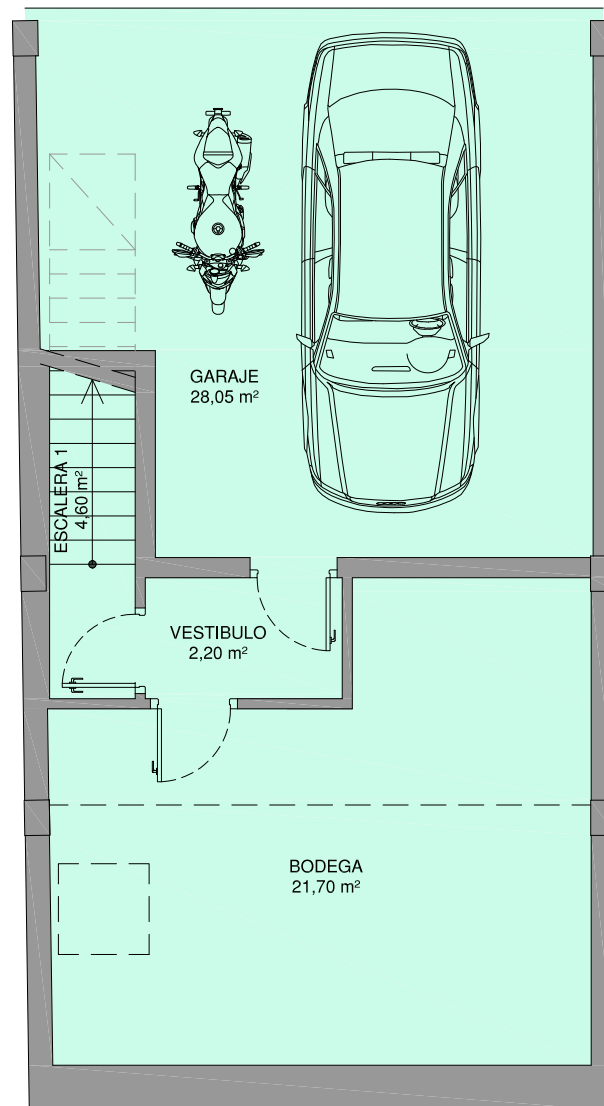 GARAJE
28,05 m²
ESCALERA 1
4,60 m²
VESTIBULO
2,20 m²
BODEGA
21,70 m²